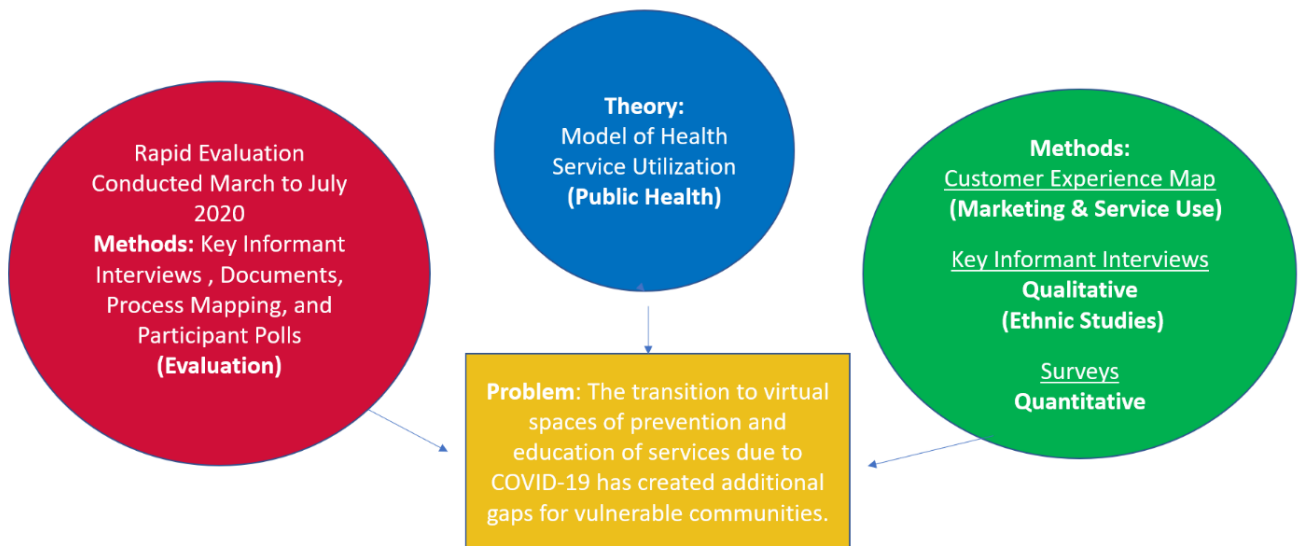 Rapid Evaluation
Conducted March to July
2020
Methods: Key Informant
Interviews , Documents,
Process Mapping, and
Participant Polls
(Evaluation)
Theory:
Model of Health
Service Utilization
(Public Health)
Methods:
Customer Experience Map
(Marketing & Service Use)
Key Informant Interviews
Qualitative
(Ethnic Studies)
Surveys
Quantitative
Problem: The transition to virtual
spaces of prevention and
education of services due to
COVID-19 has created additional
gaps for vulnerable communities.